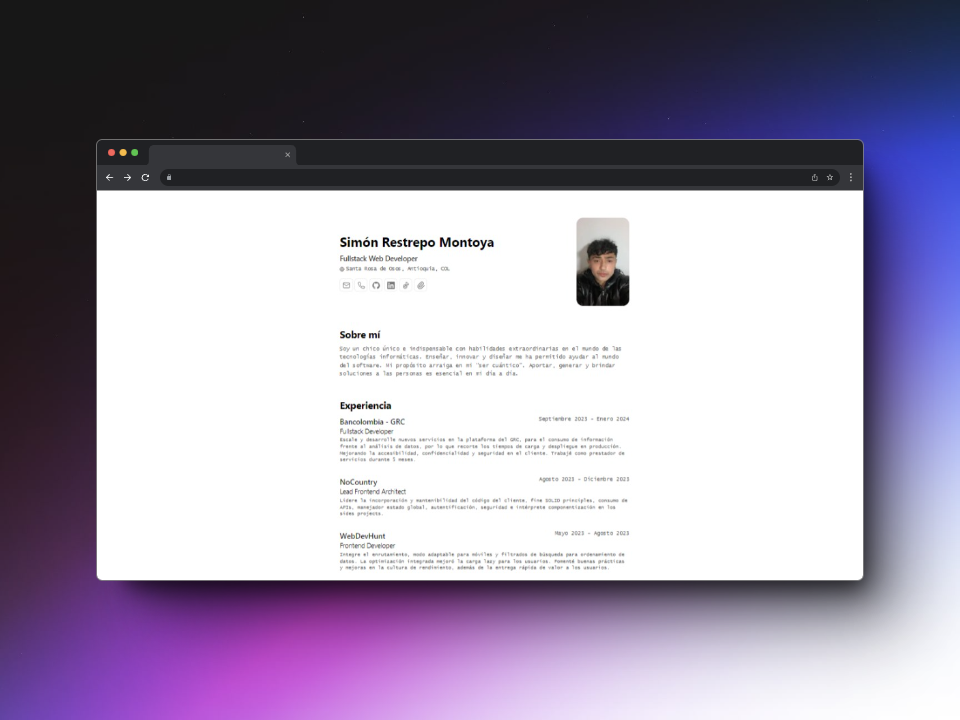 Simón Restrepo Montoya
Fullstack Web Developer
Santa Rosa de Osos, Antioquia, COL
Sobre mí
Soy un chico único e indispensable con habilidades extraordinarias en el mundo de las
tecnologías informáticas. Enseñar, innovar y diseñar me ha permitido ayudar al mundo
del software. Mi propósito arraiga en mi "ser cuántico". Aportar, generar y brindar
soluciones a las personas es esencial en mi día a día.
Experiencia
Bancolombia - GRC
Septiembre 2023 - Enero 2024
Fullstack Developer
Escale y desarrolle nuevos servicios en la plataforma del GRC, para el consumo de información
frente al análisis de datos, por lo que recorte los tiempos de carga y despliegue en producción.
Mejorando la accesibilidad, confidencialidad y seguridad en el cliente. Trabajé como prestador de
servicios durante 5 meses.
NoCountry
Agosto 2023 - Diciembre 2023
Lead Frontend Architect
Lidere la incorporación y mantenibilidad del código del cliente, fine SOLID principles, consumo de
APIs, manejador estado global, autentificación, seguridad e intérprete componentización en los
sides projects.
WebDevHunt
Mayo 2023 - Agosto 2023
Frontend Developer
Integre el enrutamiento, modo adaptable para móviles y filtrados de búsqueda para ordenamiento de
datos. La optimización integrada mejoró la carga lazy para los usuarios. Fomenté buenas prácticas
y mejoras en la cultura de rendimiento, además de la entrega rápida de valor a los usuarios.